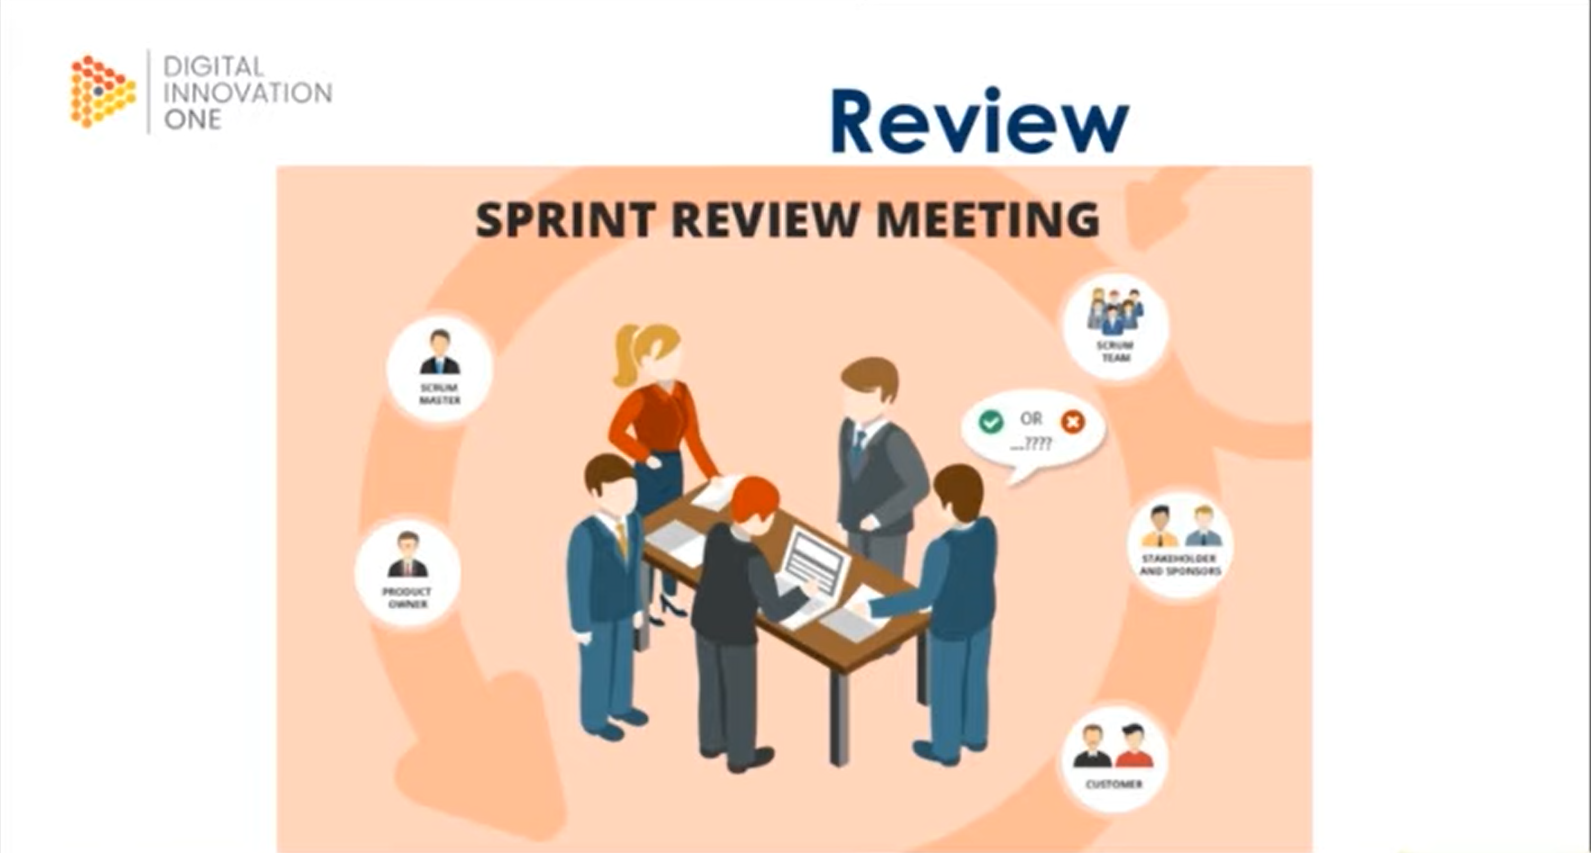 DIGITAL
INNOVATION
ONE
Review
SPRINT REVIEW MEETING
SCRUM
MASTER
SCRUM
TEAM
OR
...????
PRODUCT
OWNER
STAKEHOLDER
AND SPONSORS
CUSTOMER